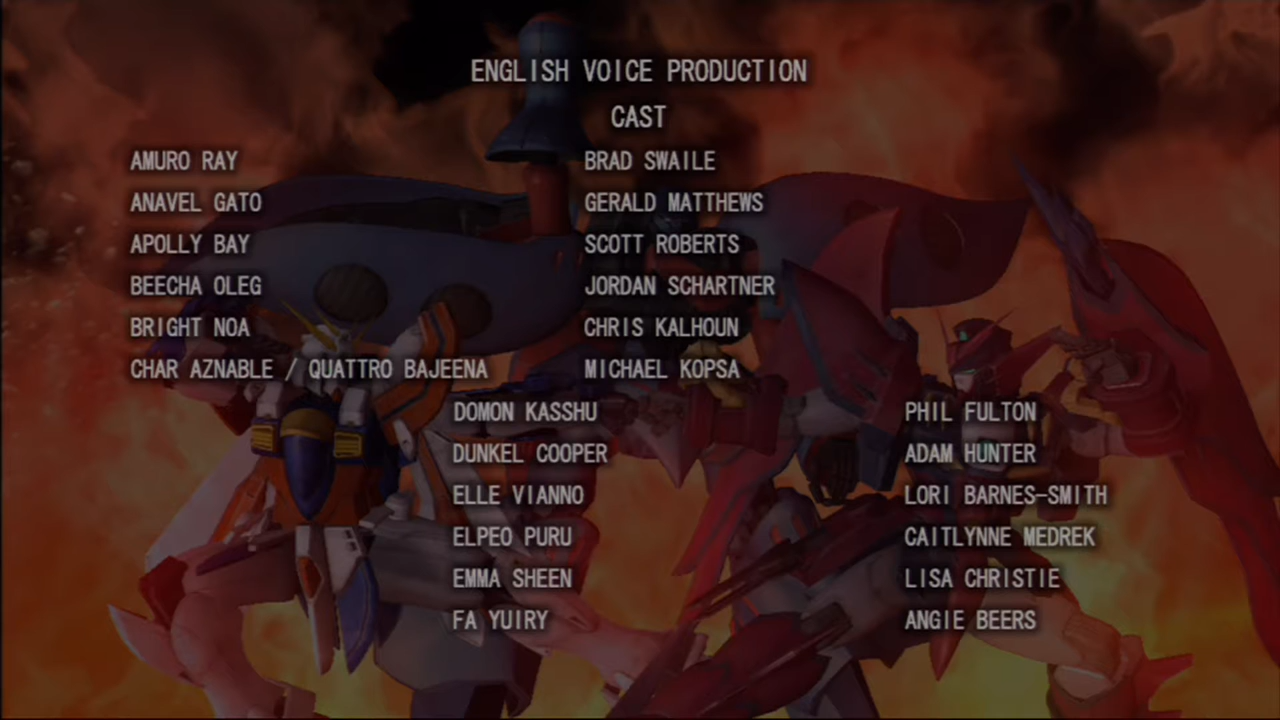 ENGLISH VOICE PRODUCTION
CAST
AMURO RAY BRAD SWAILE
ANAVEL GATO GERALD MATTHEWS
APOLLY BAY SCOTT ROBERTS
BEECHA OLEG JORDAN SCHARTNER
BRIGHT NOA CHRIS KALHOUN
CHAR AZNABLE / QUATTRO BAJEENA MICHAEL KOPSA
DOMON KASSHU PHIL FULTON
DUNKEL COOPER ADAM HUNTER
ELLE VIANNO LORI BARNES-SMITH
ELPEO PURU CAITLYNNE MEDREK
EMMA SHEEN LISA CHRISTIE
FA YUIRY ANGIE BEERS